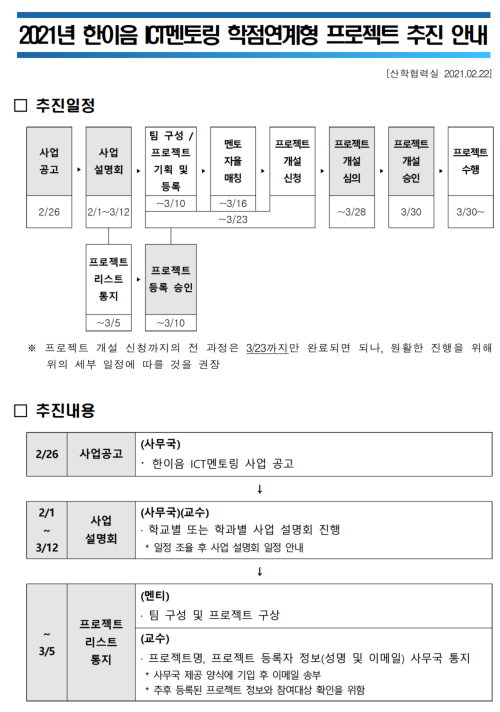 2021년 한이음 ICT멘토링 학점연계형 프로젝트 추진 안내
[산학협력실 2021.02.22]
□ 추진일정
사업
공고
2/26
사업
설명회
2/1~3/12
팀 구성 /
프로젝트
기획 및
등록
~3/10
멘토
자율
매칭
~3/16
프로젝트
개설
신청
~3/23
프로젝트
개설
심의
~3/28
프로젝트
개설
승인
3/30
프로젝트
수행
3/30~
프로젝트
리스트
통지
~3/5
프로젝트
등록 승인
~3/10
※ 프로젝트 개설 신청까지의 전 과정은 3/23까지만 완료되면 되나, 원활한 진행을 위해
위의 세부 일정에 따를 것을 권장
□ 추진내용
2/26
사업공고
(사무국)
· 한이음 ICT멘토링 사업 공고
↓
2/1
~
3/12
사업
설명회
(사무국)(교수)
· 학교별 또는 학과별 사업 설명회 진행
* 일정 조율 후 사업 설명회 일정 안내
↓
~
3/5
프로젝트
리스트
통지
(멘티)
· 팀 구성 및 프로젝트 구상
(교수)
· 프로젝트명, 프로젝트 등록자 정보(성명 및 이메일) 사무국 통지
* 사무국 제공 양식에 기입 후 이메일 송부
* 추후 등록된 프로젝트 정보와 참여대상 확인을 위함